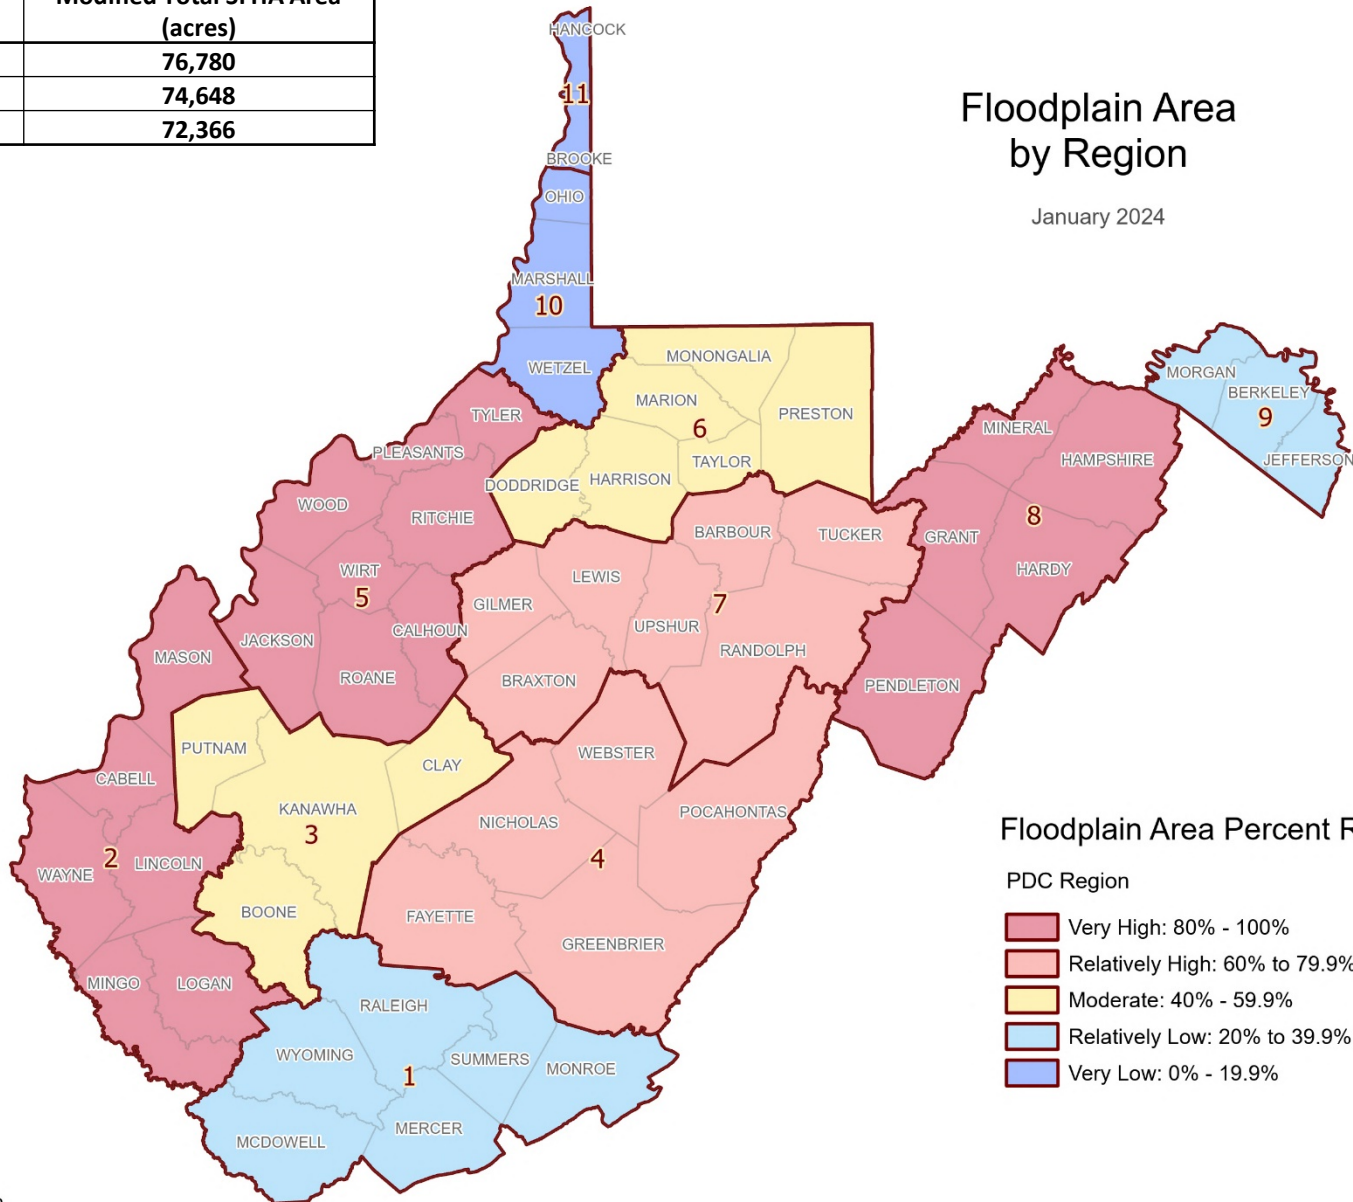 (acres)
76,780
74,648
72,366
Floodplain Area
by Region
January 2024
HANCOCK
11
BROOKE
OHIO
MARSHALL
10
WETZEL
MONONGALIA
MARION
6
PRESTON
TAYLOR
HARRISON
DODDRIDGE
TYLER
PLEASANTS
WOOD
RITCHIE
WIRT
5
CALHOUN
JACKSON
ROANE
MORGAN
BERKELEY
9
JEFFERSON
MINERAL
HAMPSHIRE
8
GRANT
HARDY
PENDLETON
BARBOUR
TUCKER
LEWIS
GILMER
7
UPSHUR
RANDOLPH
BRAXTON
MASON
PUTNAM
CLAY
CABELL
KANAWHA
3
2
LINCOLN
WAYNE
BOONE
MINGO
LOGAN
WEBSTER
POCAHONTAS
NICHOLAS
4
FAYETTE
GREENBRIER
RALEIGH
WYOMING
SUMMERS
MONROE
1
MERCER
MCDOWELL
Floodplain Area Percent
PDC Region
Very High: 80% - 100%
Relatively High: 60% to 79.9%
Moderate: 40% - 59.9%
Relatively Low: 20% to 39.9%
Very Low: 0% - 19.9%